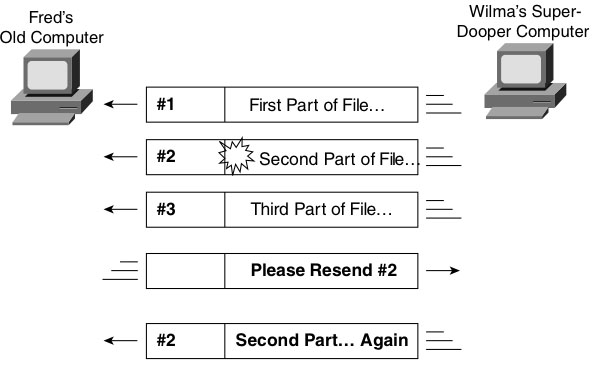 Fred's
Old Computer
Wilma's Super-
Dooper Computer
#1 First Part of File…
#2 Second Part of File…
#3 Third Part of File…
Please Resend #2
#2 Second Part… Again